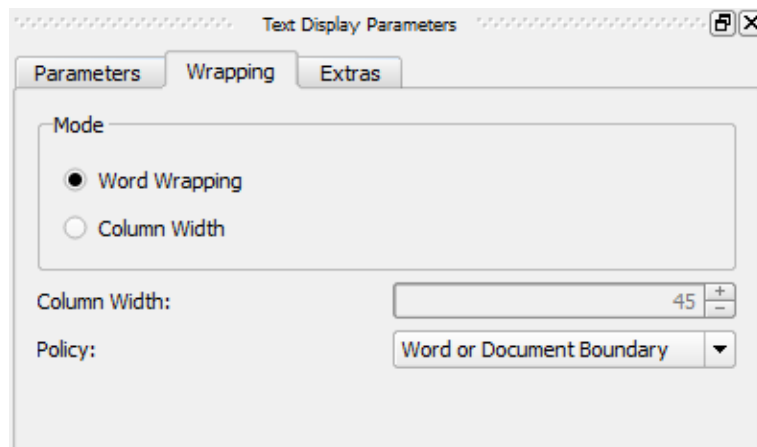 Text Display Parameters
Parameters Wrapping Extras
Mode
Word Wrapping
Column Width
Column Width: 45
Policy: Word or Document Boundary